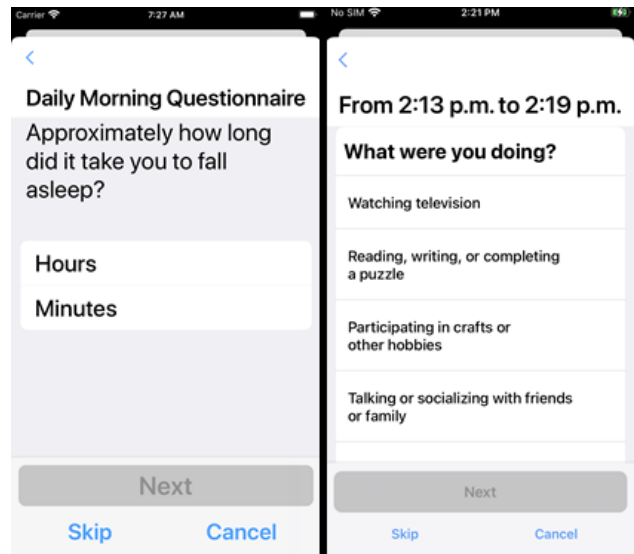 Carrier 7:27 AM
Daily Morning Questionnaire
Approximately how long
did it take you to fall
asleep?
Hours
Minutes
Next
Skip Cancel
No SIM 2:21 PM
From 2:13 p.m. to 2:19 p.m.
What were you doing?
Watching television
Reading, writing, or completing
a puzzle
Participating in crafts or
other hobbies
Talking or socializing with friends
or family
Next
Skip Cancel